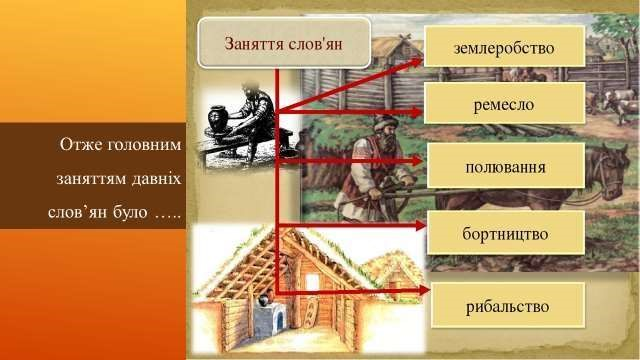 Заняття слов'ян
землеробство
ремесло
полювання
бортництво
рибальство
Отже головним
заняттям давніх
слов’ян було …..